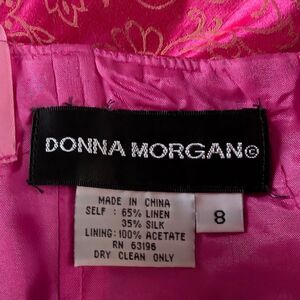 DONNA MORGAN©
MADE IN CHINA
SELF : 65% LINEN
35% SILK
LINING: 100% ACETATE
RN 63196
DRY CLEAN ONLY
8